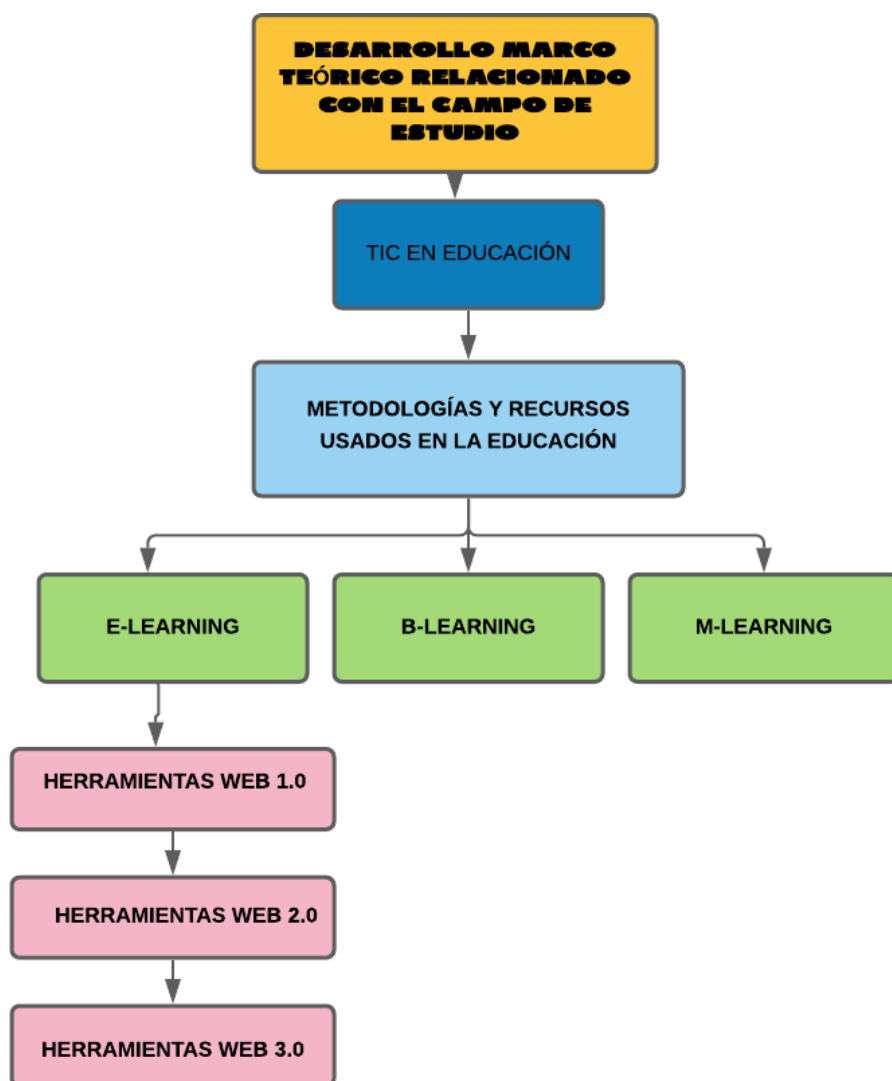 DESARROLLO MARCO
TEÓRICO RELACIONADO
CON EL CAMPO DE
ESTUDIO
TIC EN EDUCACIÓN
METODOLOGÍAS Y RECURSOS
USADOS EN LA EDUCACIÓN
E-LEARNING
B-LEARNING
M-LEARNING
HERRAMIENTAS WEB 1.0
HERRAMIENTAS WEB 2.0
HERRAMIENTAS WEB 3.0